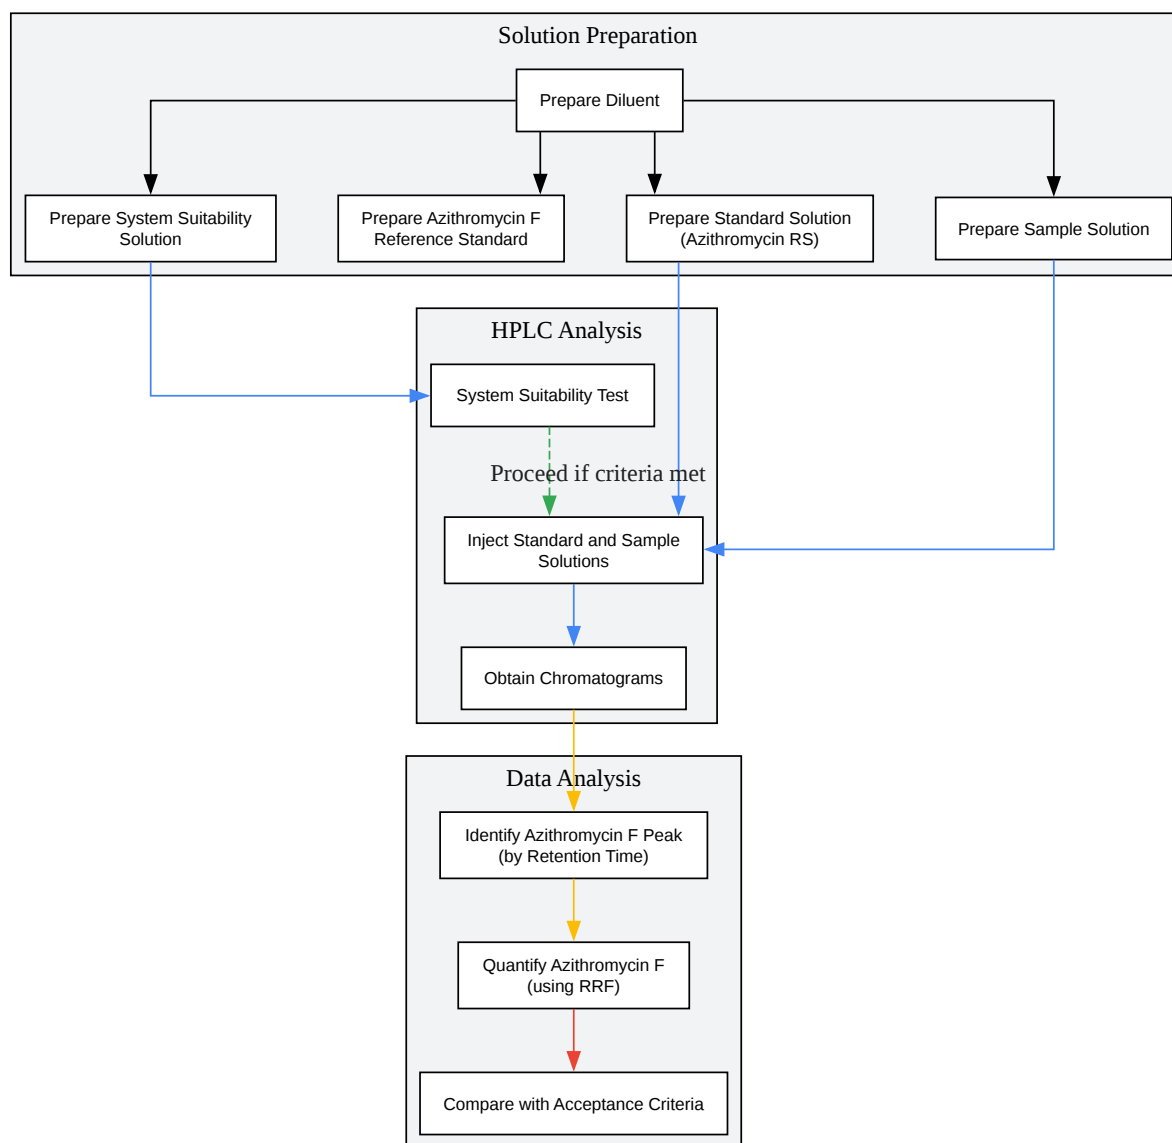 Solution Preparation
Prepare Diluent
Prepare System Suitability
Solution
Prepare Azithromycin F
Reference Standard
Prepare Standard Solution
(Azithromycin RS)
Prepare Sample Solution
HPLC Analysis
System Suitability Test
Proceed if criteria met
Inject Standard and Sample
Solutions
Obtain Chromatograms
Data Analysis
Identify Azithromycin F Peak
(by Retention Time)
Quantify Azithromycin F
(using RRF)
Compare with Acceptance Criteria